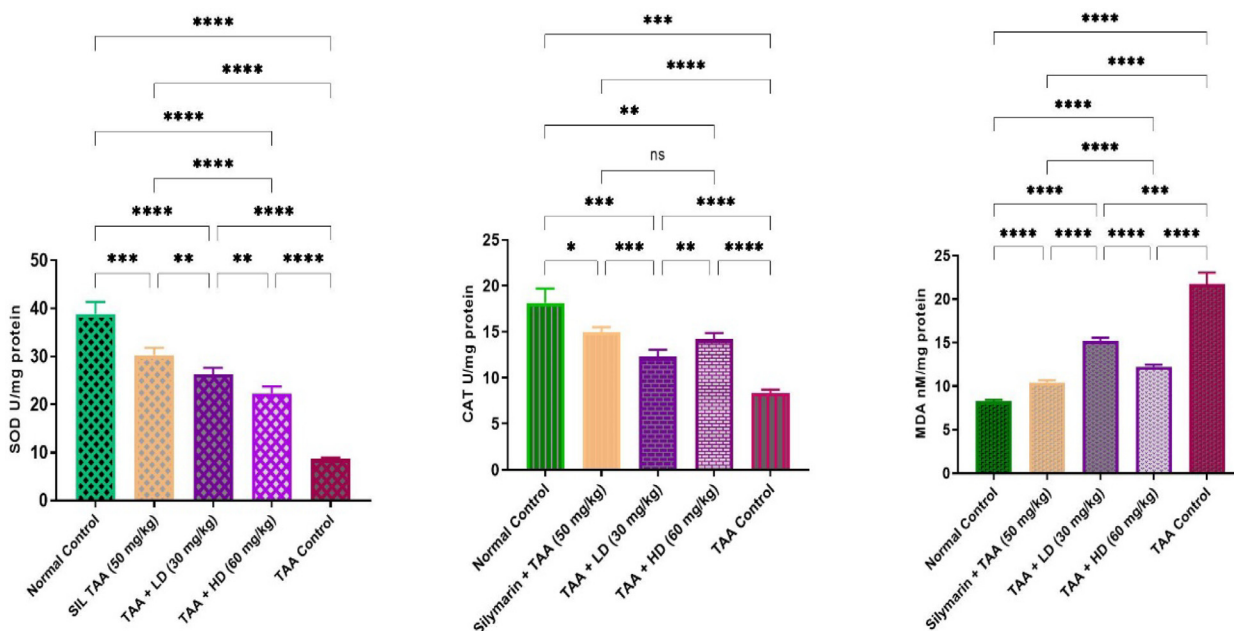 ****
****
****
****
****
****
***
**
**
****
SOD U/mg protein
50
40
30
20
10
0
Normal Control
SIL TAA (50 mg/kg)
TAA + LD (30 mg/kg)
TAA + HD (60 mg/kg)
TAA Control
***
****
**
ns
***
****
*
***
**
****
CAT U/mg protein
25
20
15
10
5
0
Normal Control
Silymarin + TAA (50 mg/kg)
TAA + LD (30 mg/kg)
TAA + HD (60 mg/kg)
TAA Control
****
****
****
****
****
***
****
****
****
****
MDA nM/mg protein
25
20
15
10
5
0
Normal Control
Silymarin + TAA (50 mg/kg)
TAA + LD (30 mg/kg)
TAA + HD (60 mg/kg)
TAA Control